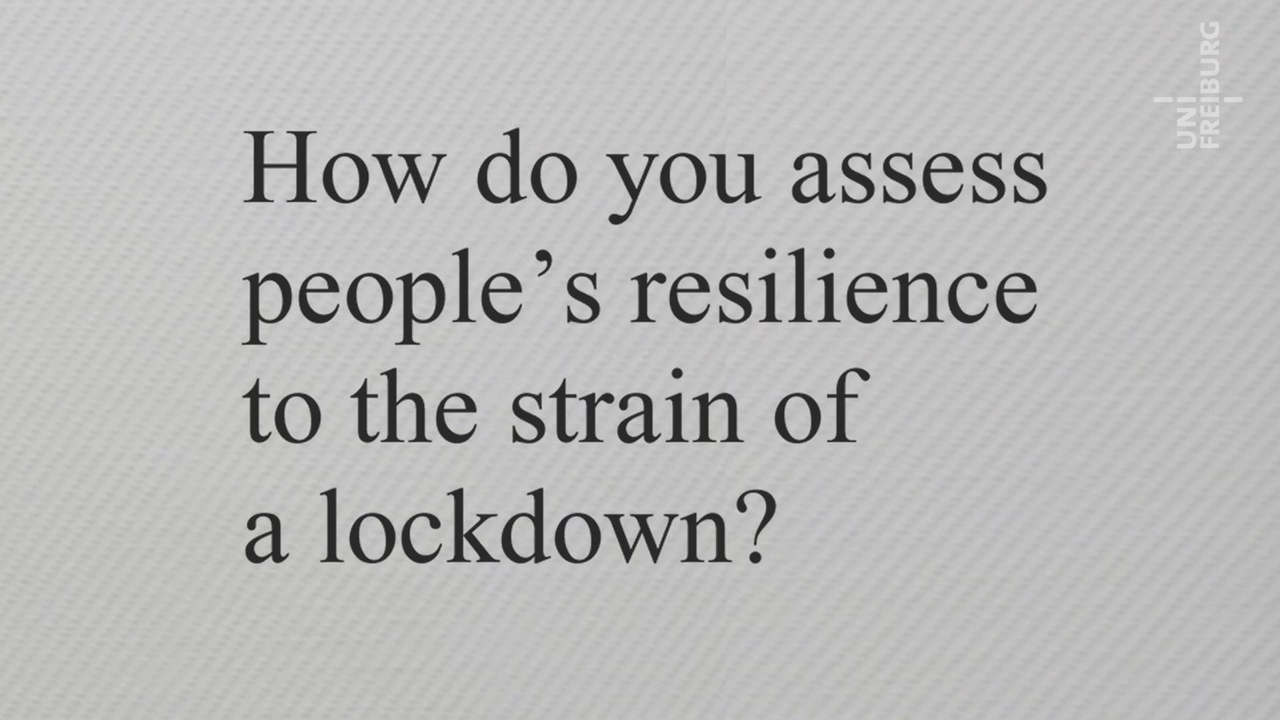 How do you assess
people’s resilience
to the strain of
a lockdown?
UNI
FREIBURG